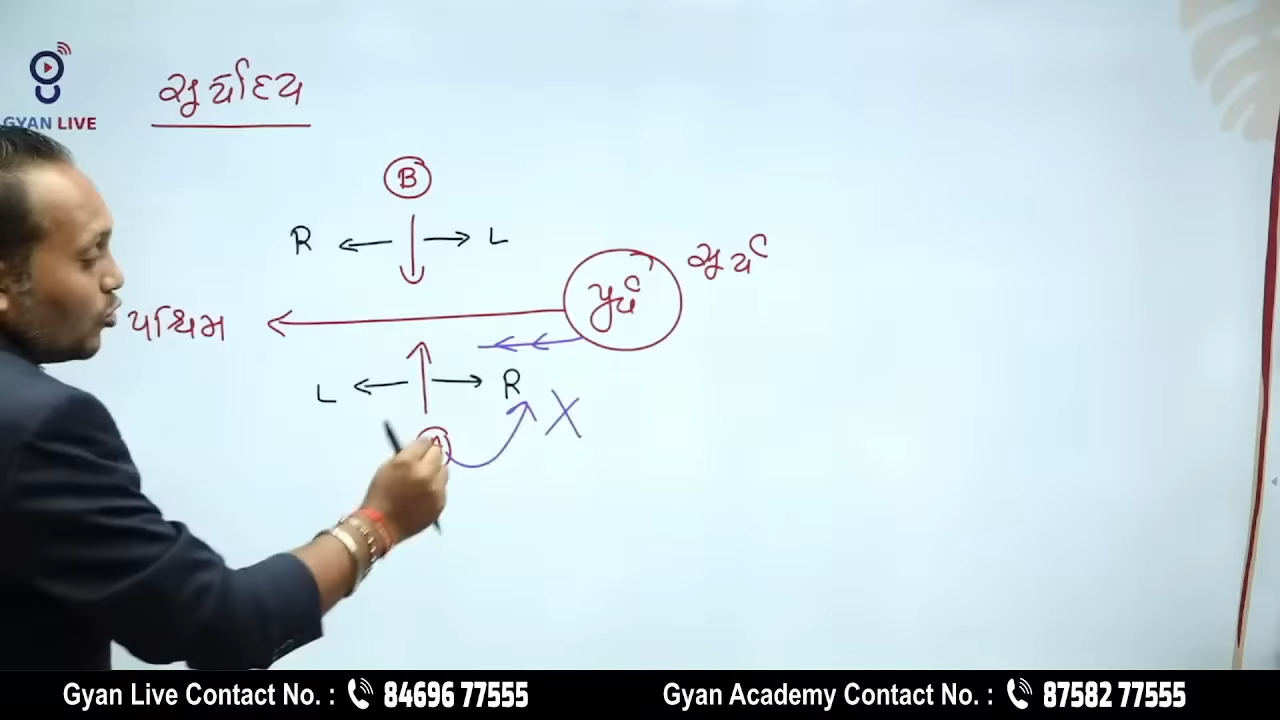 GYAN LIVE
સૂર્યોદય
B
R
L
સૂર્ય
પૂર્વ
પશ્ચિમ
L
R
X
Gyan Live Contact No. : 84696 77555
Gyan Academy Contact No. : 87582 77555